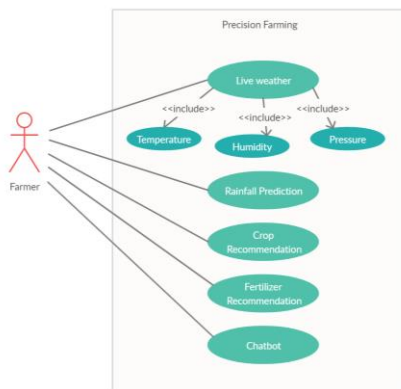 Precision Farming
Live weather
<<include>>
<<include>>
<<include>>
Temperature
Humidity
Pressure
Farmer
Rainfall Prediction
Crop
Recommendation
Fertilizer
Recommendation
Chatbot